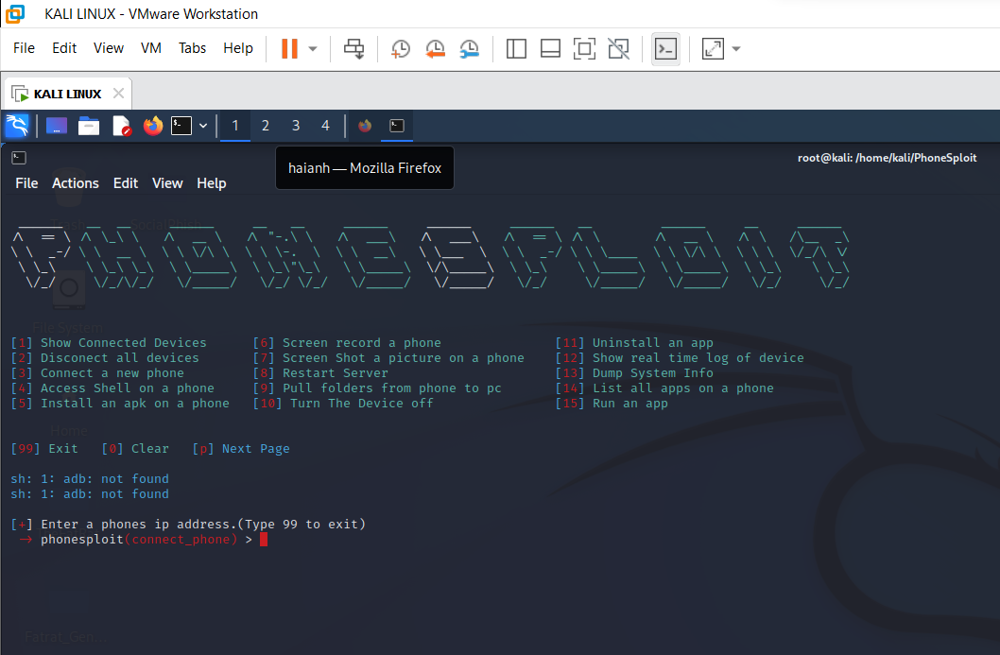 KALI LINUX - VMware Workstation
File Edit View VM Tabs Help
KALI LINUX
1 2 3 4
haianh — Mozilla Firefox
root@kali: /home/kali/PhoneSploit
File Actions Edit View Help
PHONESPLOIT
[1] Show Connected Devices [6] Screen record a phone [11] Uninstall an app
[2] Disconect all devices [7] Screen Shot a picture on a phone [12] Show real time log of device
[3] Connect a new phone [8] Restart Server [13] Dump System Info
[4] Access Shell on a phone [9] Pull folders from phone to pc [14] List all apps on a phone
[5] Install an apk on a phone [10] Turn The Device off [15] Run an app
File System
Home
[99] Exit [0] Clear [p] Next Page
sh: 1: adb: not found
sh: 1: adb: not found
[+] Enter a phones ip address.(Type 99 to exit)
→ phonesploit(connect_phone) >